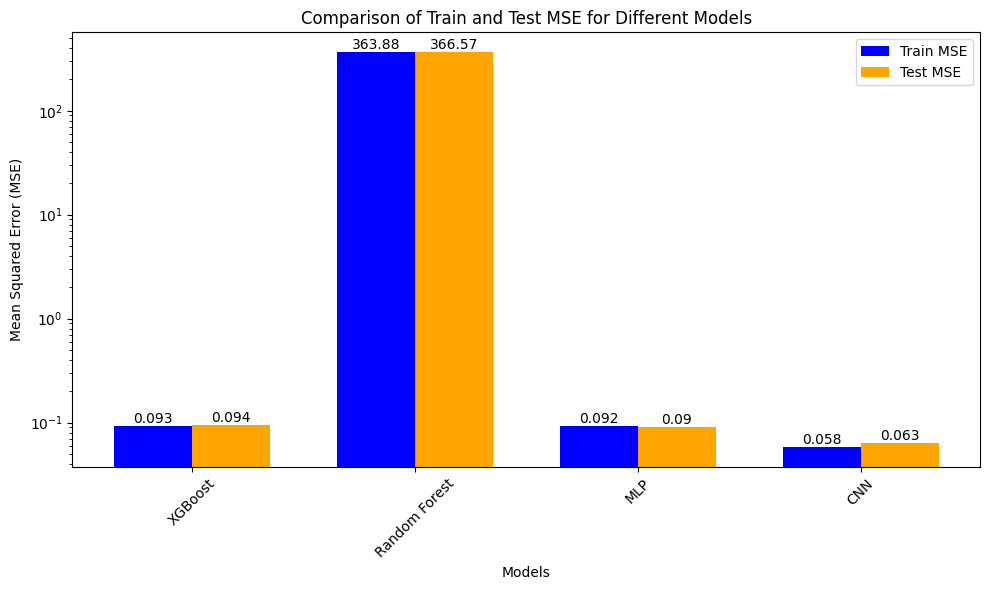 Comparison of Train and Test MSE for Different Models
363.88 366.57
Train MSE
Test MSE
10²
10¹
10⁰
10⁻¹
Mean Squared Error (MSE)
0.093 0.094
0.092 0.09
0.058 0.063
XGBoost
Random Forest
MLP
CNN
Models